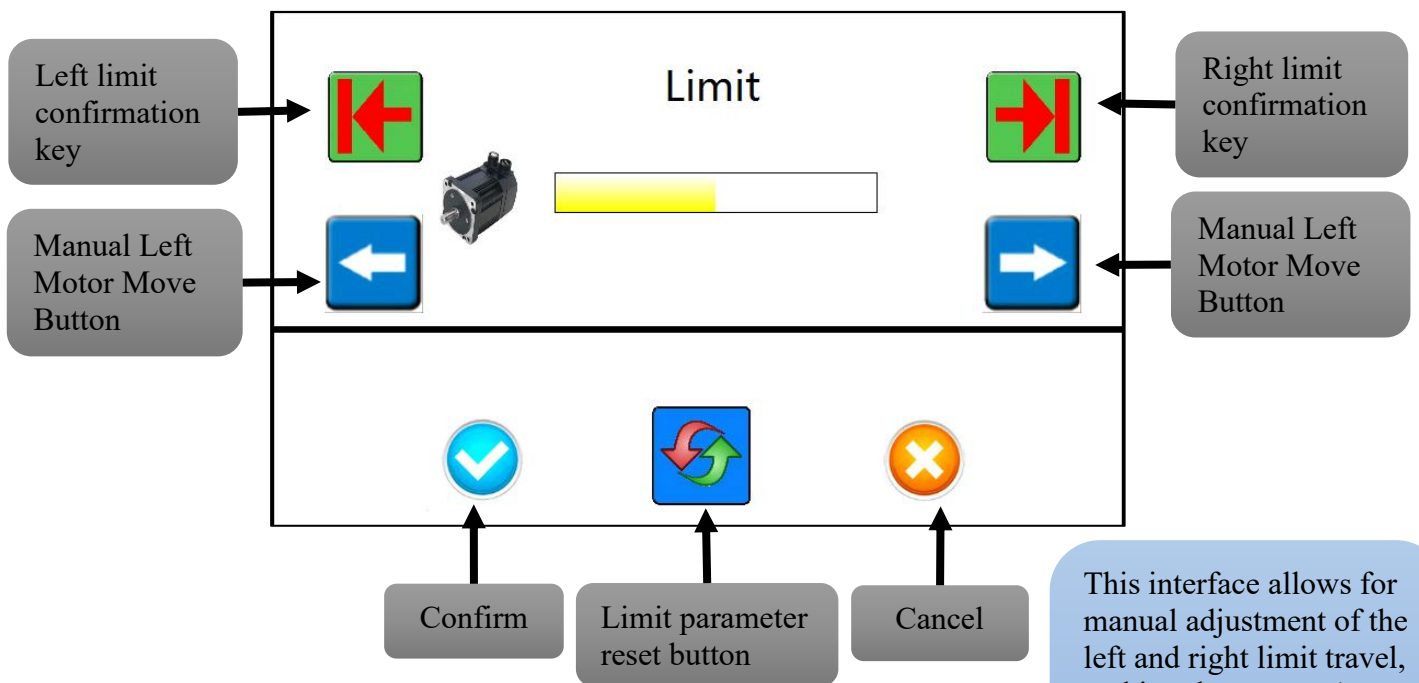 Left limit
confirmation
key
Limit
Right limit
confirmation
key
Manual Left
Motor Move
Button
Manual Left
Motor Move
Button
Confirm
Limit parameter
reset button
Cancel
This interface allows for
manual adjustment of the
left and right limit travel,